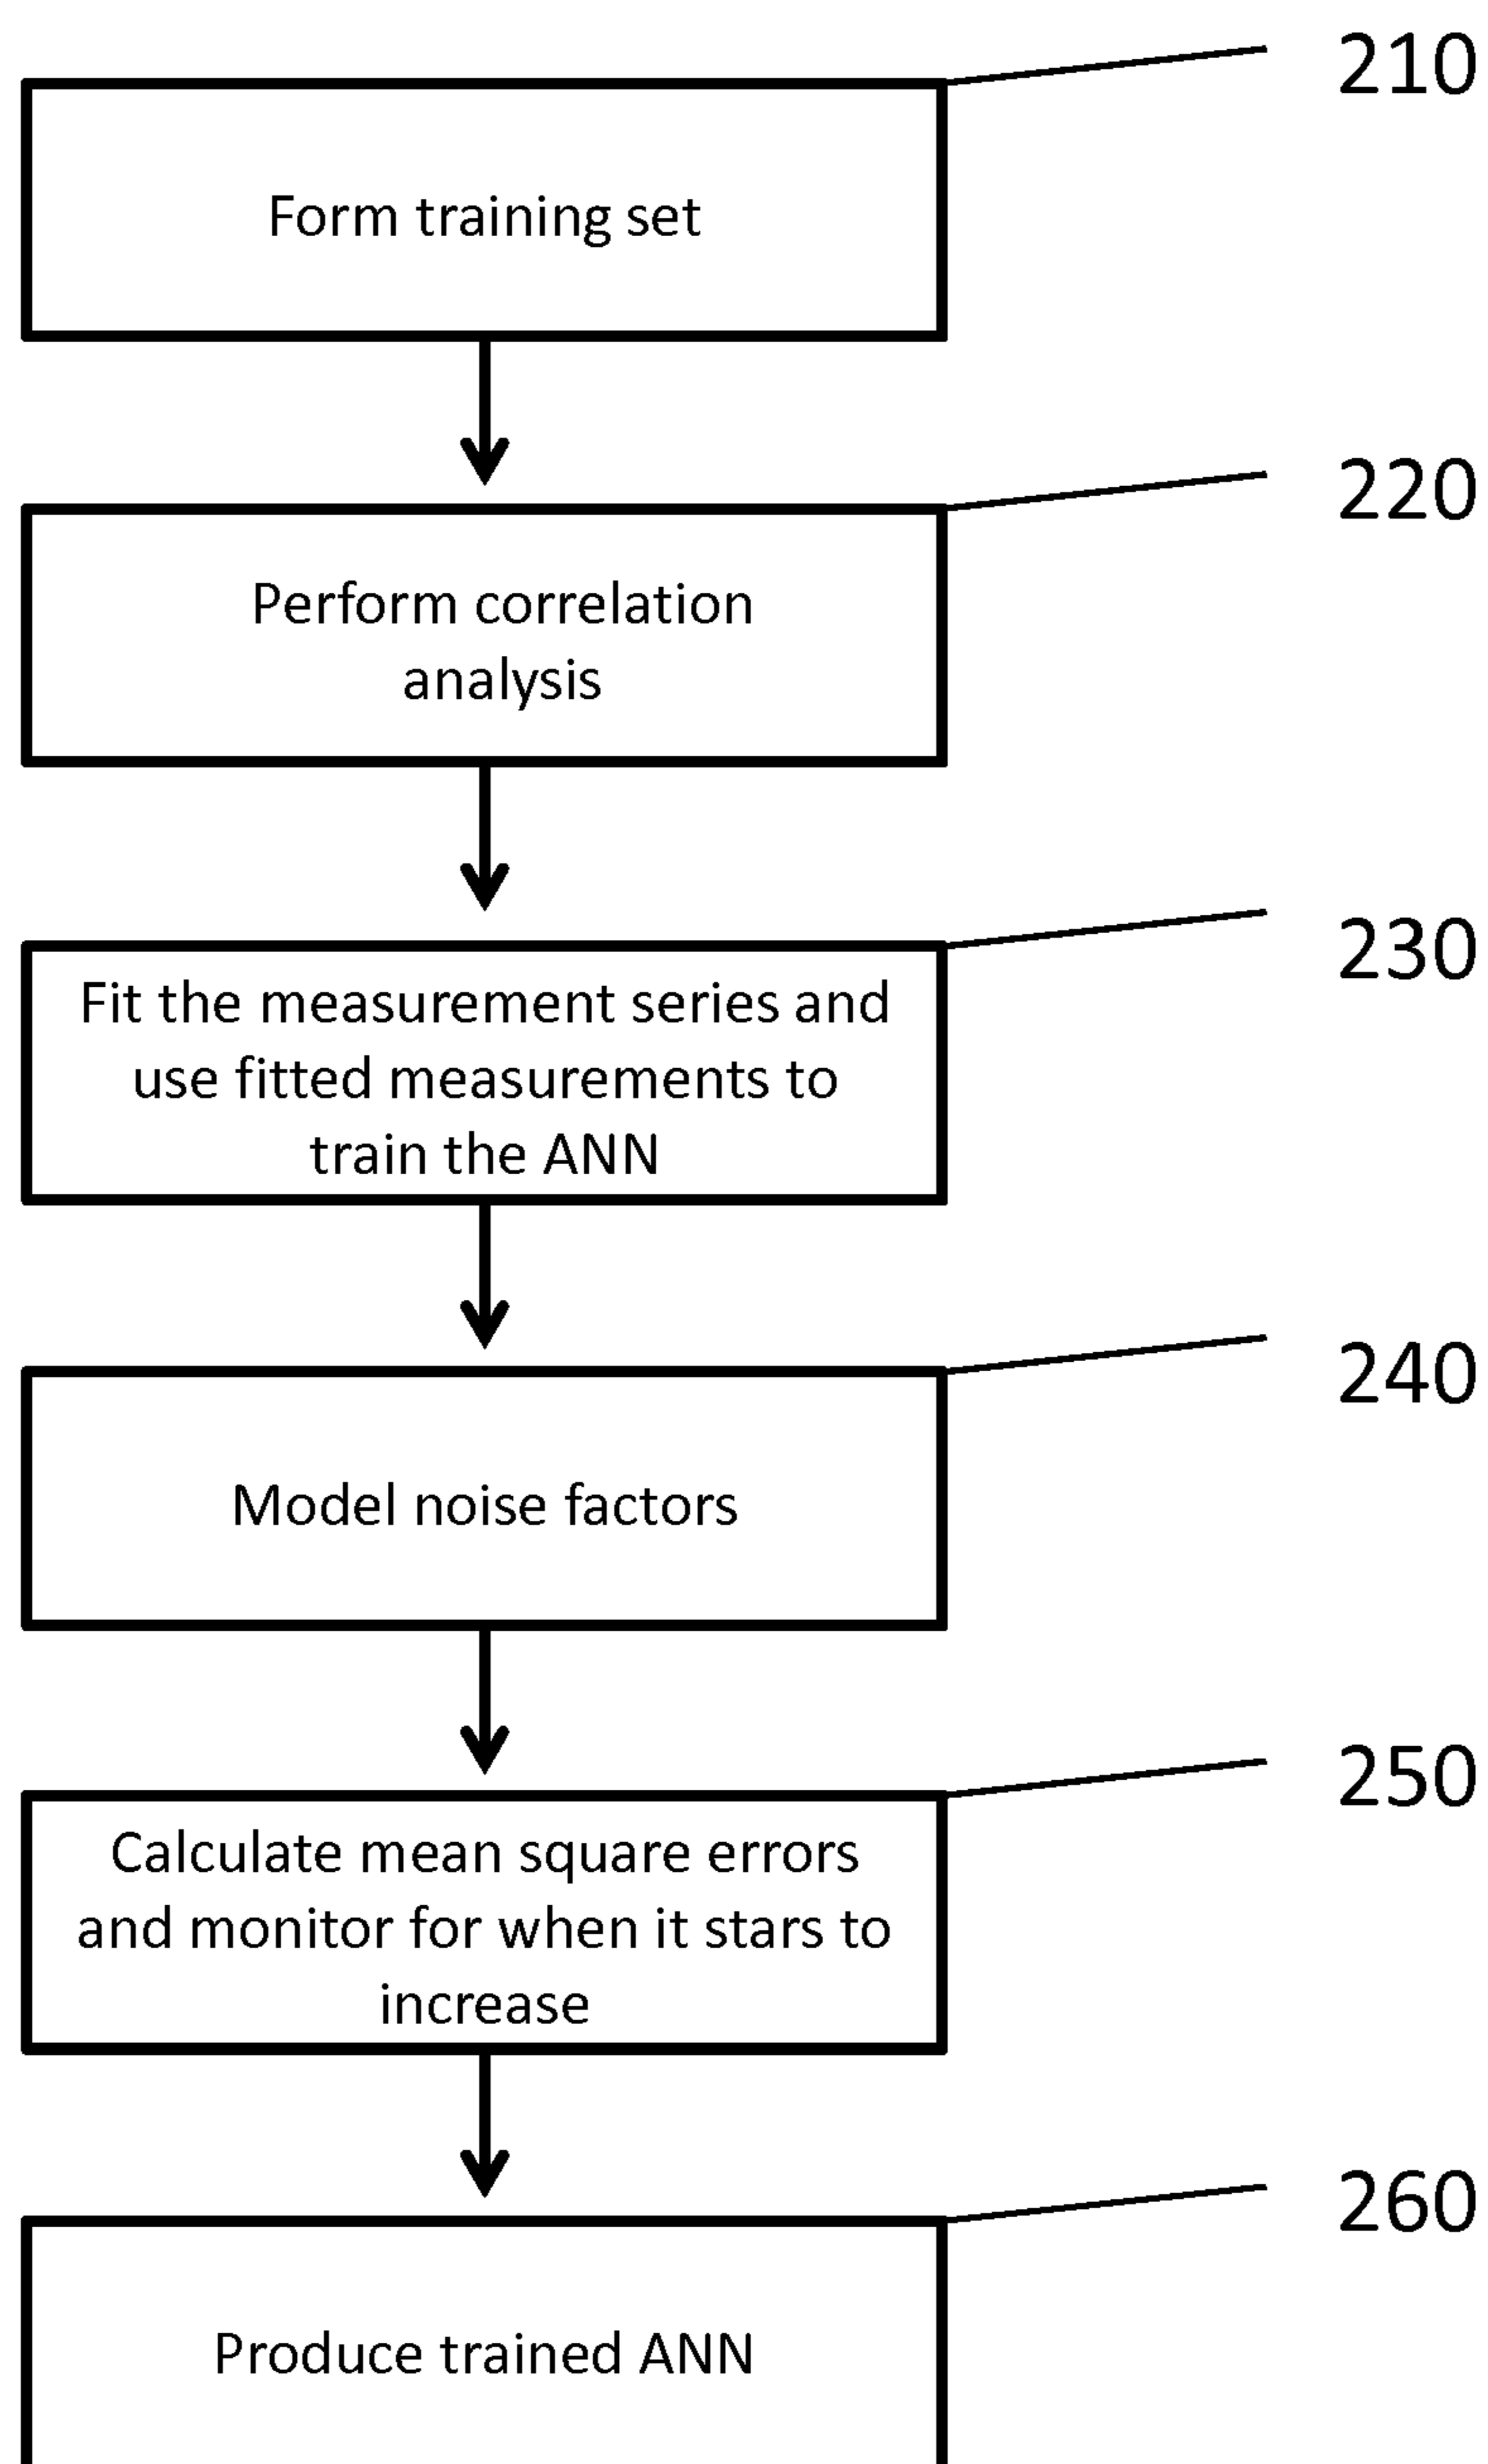 210
Form training set
220
Perform correlation
analysis
230
Fit the measurement series and
use fitted measurements to
train the ANN
240
Model noise factors
250
Calculate mean square errors
and monitor for when it stars to
increase
260
Produce trained ANN